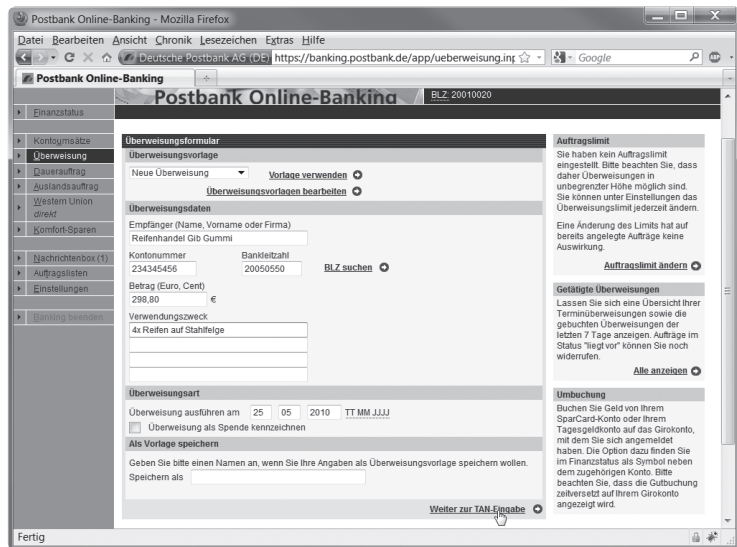 Postbank Online-Banking - Mozilla Firefox
Datei Bearbeiten Ansicht Chronik Lesezeichen Extras Hilfe
Deutsche Postbank AG (DE) https://banking.postbank.de/app/ueberweisung.inp
Google
Postbank Online-Banking
Postbank Online-Banking
BLZ: 20010020
Finanzstatus
Kontoumsätze
Überweisung
Dauerauftrag
Auslandsauftrag
Western Union
direkt
Komfort-Sparen
Nachrichtenbox (1)
Auftragslisten
Einstellungen
Banking beenden
Überweisungsformular
Überweisungsvorlage
Neue Überweisung
Vorlage verwenden
Überweisungsvorlagen bearbeiten
Überweisungsdaten
Empfänger (Name, Vorname oder Firma)
Reifenhandel Gib Gummi
Kontonummer Bankleitzahl
234345456 20050550 BLZ suchen
Betrag (Euro, Cent)
298,80 €
Verwendungszweck
4x Reifen auf Stahlfelge
Überweisungsart
Überweisung ausführen am 25 05 2010 TT MM JJJJ
Überweisung als Spende kennzeichnen
Als Vorlage speichern
Geben Sie bitte einen Namen an, wenn Sie Ihre Angaben als Überweisungsvorlage speichern wollen.
Speichern als
Weiter zur TAN-Eingabe
Auftragslimit
Sie haben kein Auftragslimit
eingestellt. Bitte beachten Sie, dass
daher Überweisungen in
unbegrenzter Höhe möglich sind.
Sie können unter Einstellungen das
Überweisungslimit jederzeit ändern.
Eine Änderung des Limits hat auf
bereits angelegte Aufträge keine
Auswirkung.
Auftragslimit ändern
Getätigte Überweisungen
Lassen Sie sich eine Übersicht Ihrer
Terminüberweisungen sowie die
gebuchten Überweisungen der
letzten 7 Tage anzeigen. Aufträge im
Status "liegt vor" können Sie noch
widerrufen.
Alle anzeigen
Umbuchung
Buchen Sie Geld von Ihrem
SparCard-Konto oder Ihrem
Tagesgeldkonto auf das Girokonto,
mit dem Sie sich angemeldet
haben. Die Option dazu finden Sie
im Finanzstatus als Symbol neben
dem zugehörigen Konto. Bitte
beachten Sie, dass die Gutbuchung
zeitversetzt auf Ihrem Girokonto
angezeigt wird.
Fertig